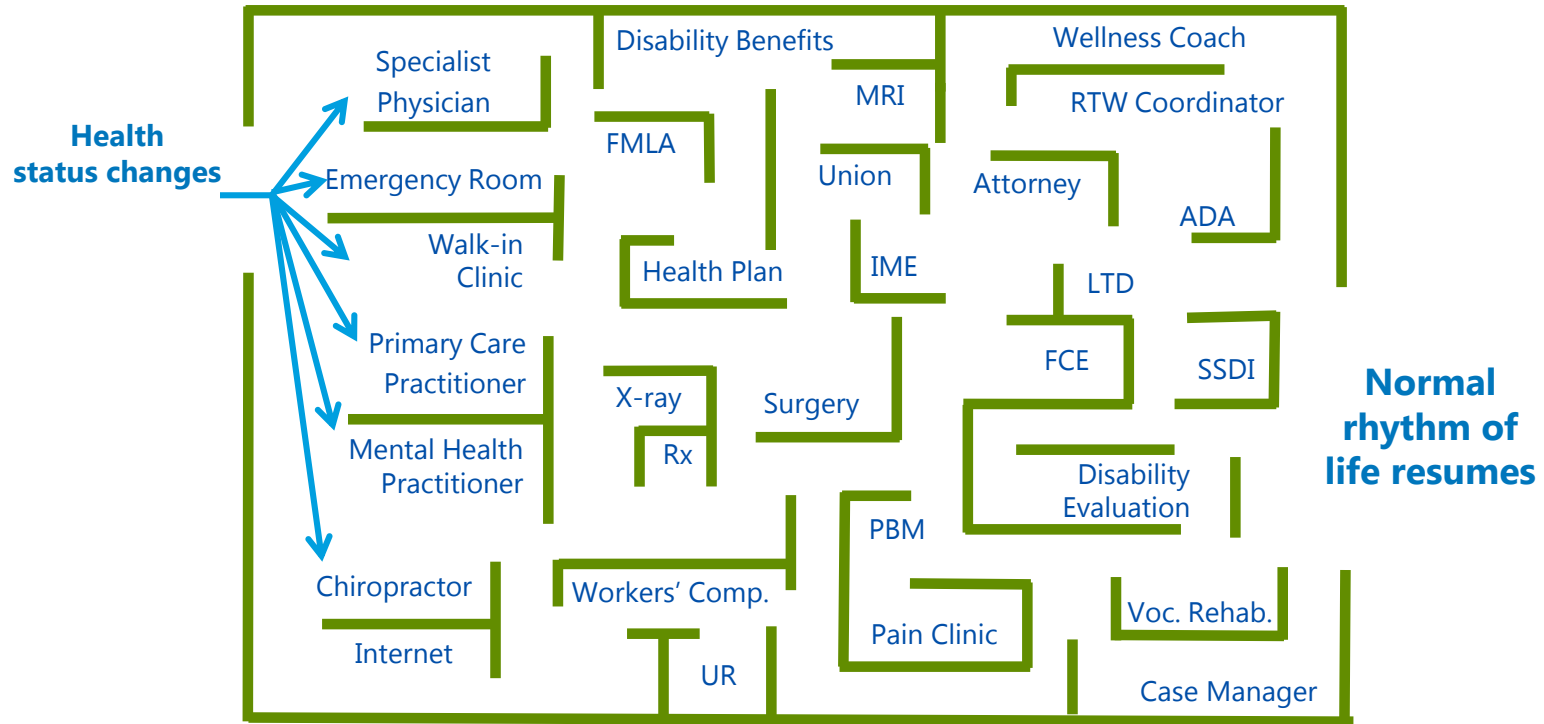 Health
status changes
Specialist
Physician
Emergency Room
Walk-in
Clinic
Primary Care
Practitioner
Mental Health
Practitioner
Chiropractor
Internet
Disability Benefits
FMLA
Health Plan
X-ray
Rx
Workers’ Comp.
UR
MRI
Union
IME
Surgery
PBM
Pain Clinic
Wellness Coach
RTW Coordinator
Attorney
ADA
LTD
FCE
SSDI
Disability
Evaluation
Voc. Rehab.
Case Manager
Normal
rhythm of
life resumes